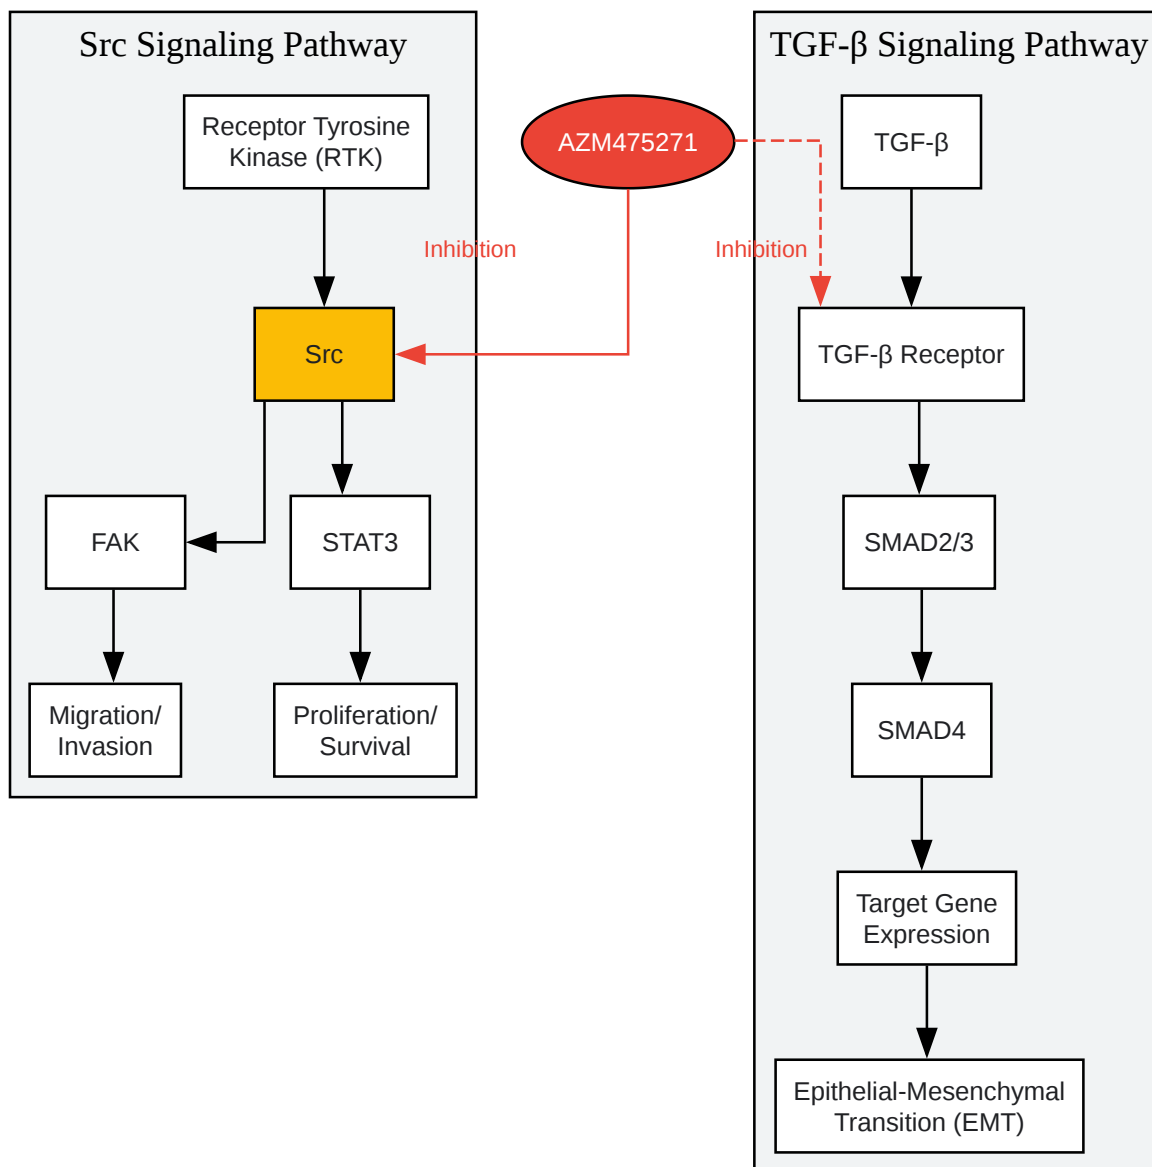 Src Signaling Pathway
TGF-β Signaling Pathway
Receptor Tyrosine
Kinase (RTK)
AZM475271
TGF-β
Inhibition
Inhibition
Src
TGF-β Receptor
FAK
STAT3
SMAD2/3
Migration/
Invasion
Proliferation/
Survival
SMAD4
Target Gene
Expression
Epithelial-Mesenchymal
Transition (EMT)